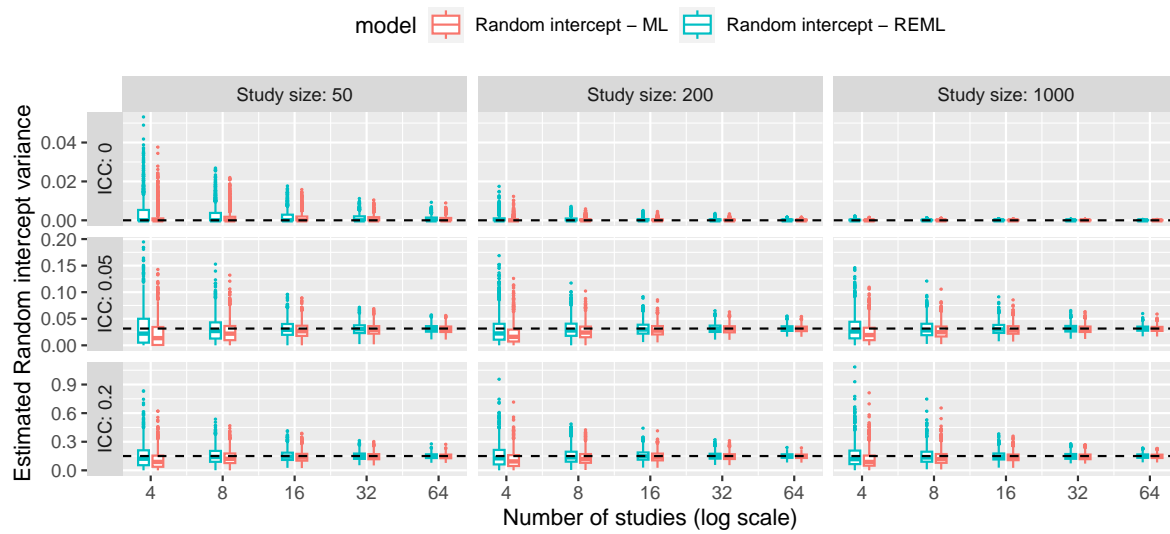 model Random intercept − ML Random intercept − REML
Study size: 50 Study size: 200 Study size: 1000
Estimated Random intercept variance
ICC: 0
0.04
0.02
0.00
ICC: 0.05
0.20
0.15
0.10
0.05
0.00
ICC: 0.2
0.9
0.6
0.3
0.0
4 8 16 32 64 4 8 16 32 64 4 8 16 32 64
Number of studies (log scale)